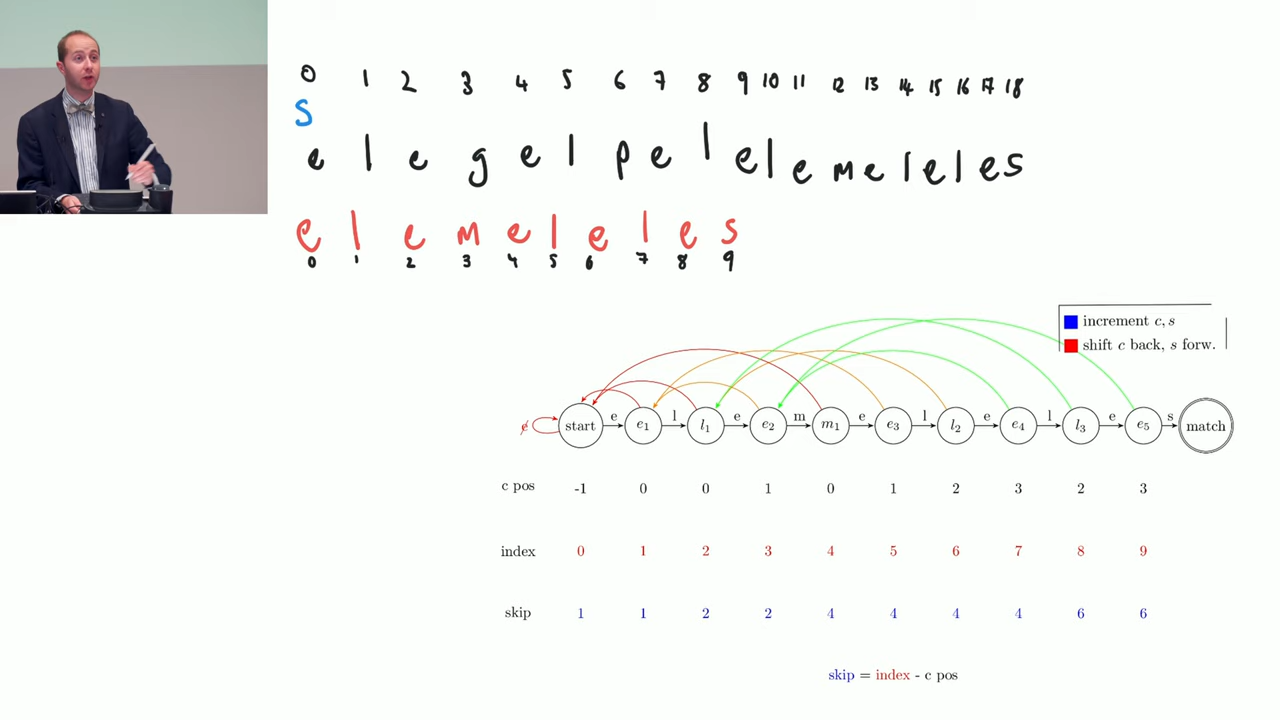 0 1 2 3 4 5 6 7 8 9 10 11 12 13 14 15 16 17 18
S
e l e g e l p e l e l e m e l e l e s
e l e m e l e l e s
0 1 2 3 4 5 6 7 8 9
increment c, s
shift c back, s forw.
e l e m e l e l e s
ɇ start e₁ l₁ e₂ m₁ e₃ l₂ e₄ l₃ e₅ match
c pos -1 0 0 1 0 1 2 3 2 3
index 0 1 2 3 4 5 6 7 8 9
skip 1 1 2 2 4 4 4 4 6 6
skip = index - c pos